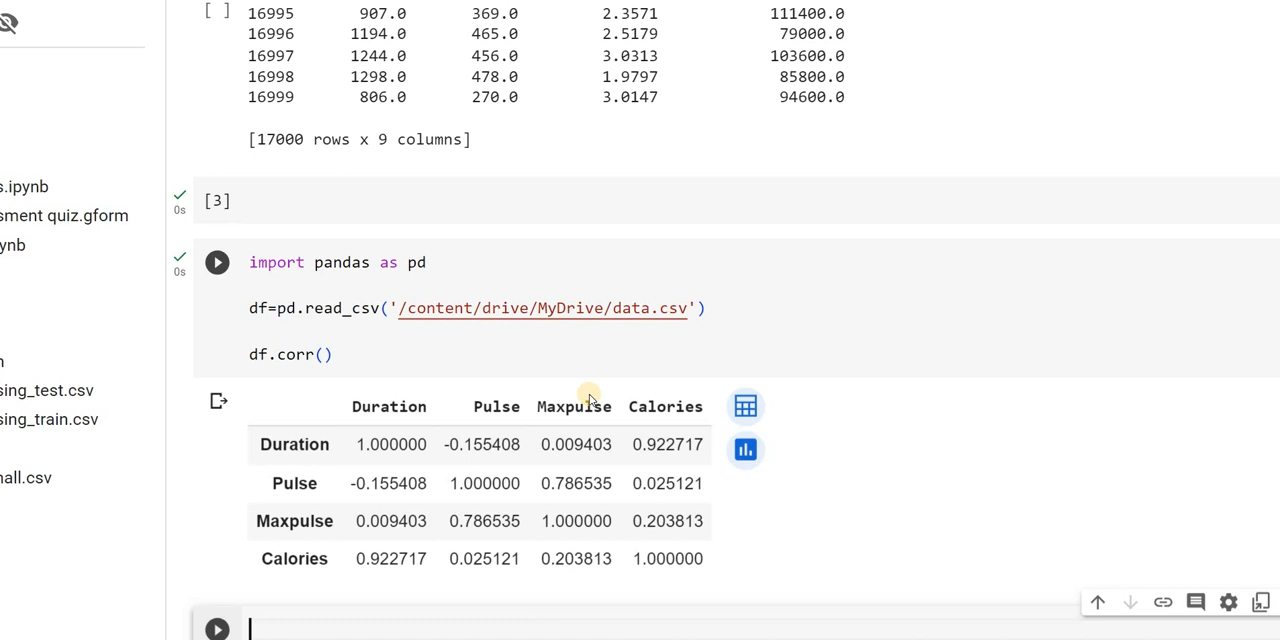 [ ] 16995 907.0 369.0 2.3571 111400.0
16996 1194.0 465.0 2.5179 79000.0
16997 1244.0 456.0 3.0313 103600.0
16998 1298.0 478.0 1.9797 85800.0
16999 806.0 270.0 3.0147 94600.0
[17000 rows x 9 columns]
s.ipynb
sment quiz.gform
ynb
n
sing_test.csv
sing_train.csv
nall.csv
[3]
0s
import pandas as pd
0s
df=pd.read_csv('/content/drive/MyDrive/data.csv')
df.corr()
Duration Pulse Maxpulse Calories
Duration 1.000000 -0.155408 0.009403 0.922717
Pulse -0.155408 1.000000 0.786535 0.025121
Maxpulse 0.009403 0.786535 1.000000 0.203813
Calories 0.922717 0.025121 0.203813 1.000000